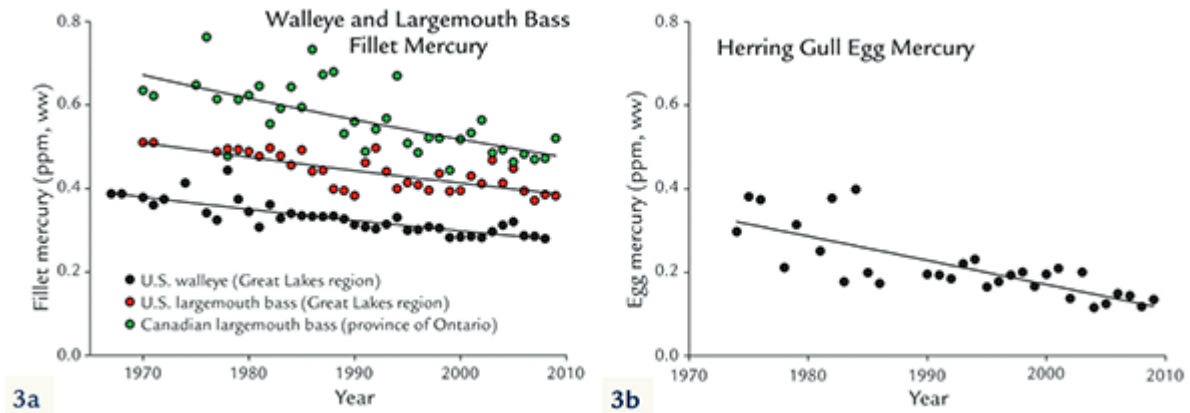 Walleye and Largemouth Bass
Fillet Mercury
0.8
0.6
0.4
0.2
0.0
Fillet mercury (ppm, ww)
U.S. walleye (Great Lakes region)
U.S. largemouth bass (Great Lakes region)
Canadian largemouth bass (province of Ontario)
1970 1980 1990 2000 2010
Year
3a
Herring Gull Egg Mercury
0.8
0.6
0.4
0.2
0.0
Egg mercury (ppm, ww)
1970 1980 1990 2000 2010
Year
3b